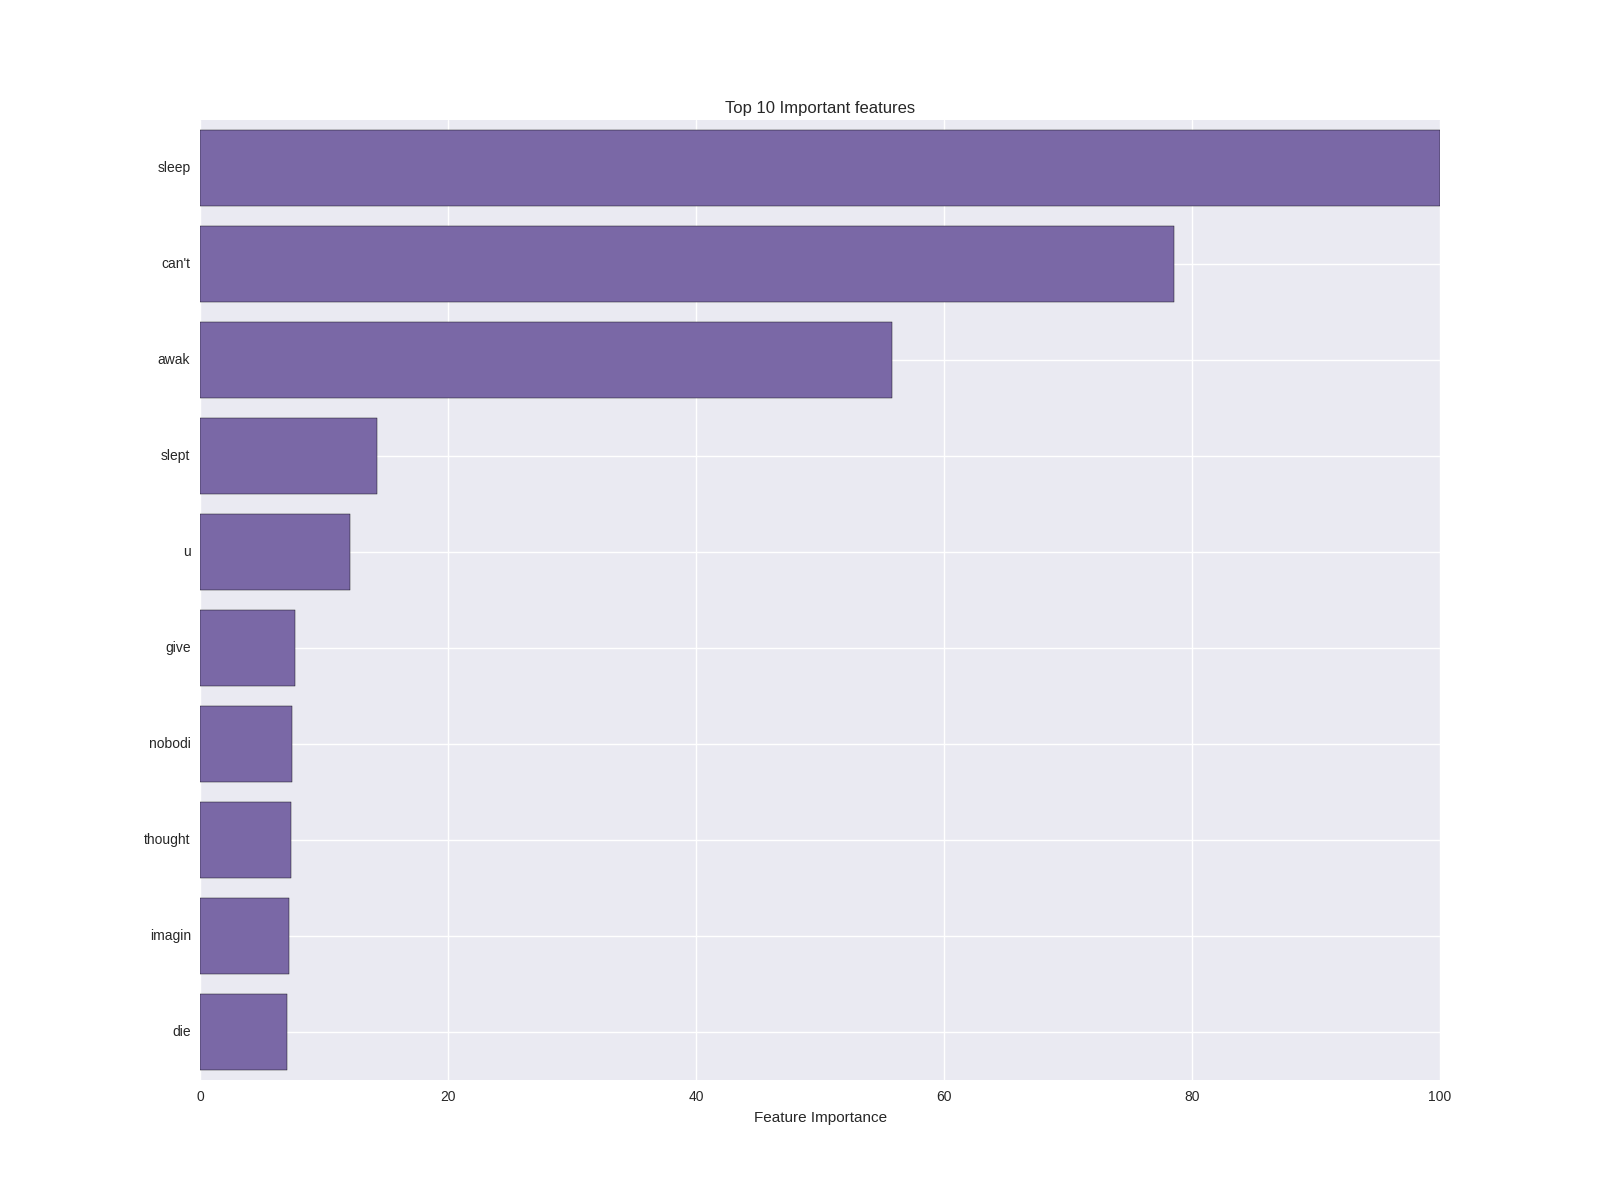 Top 10 Important features
sleep
can't
awak
slept
u
give
nobodi
thought
imagin
die
0 20 40 60 80 100
Feature Importance